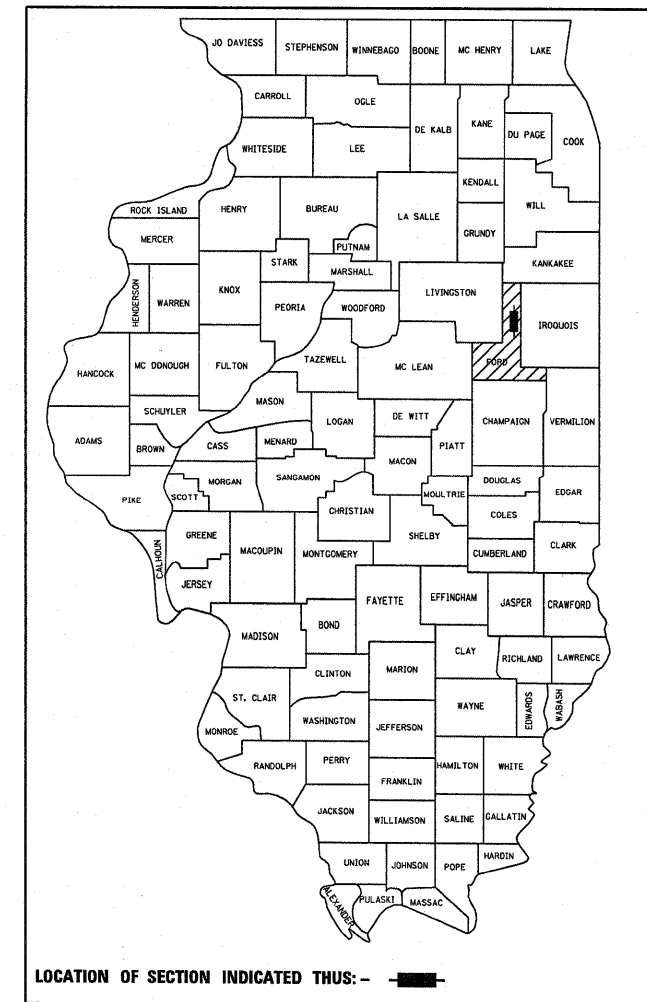 JO DAVIESS STEPHENSON WINNEBAGO BOONE MC HENRY LAKE
CARROLL OGLE DE KALB KANE DU PAGE COOK
WHITESIDE LEE KENDALL WILL
ROCK ISLAND HENRY BUREAU LA SALLE GRUNDY
MERCER PUTNAM KANKAKEE
STARK MARSHALL
HENDERSON WARREN KNOX PEORIA WOODFORD LIVINGSTON IROQUOIS
HANCOCK MC DONOUGH FULTON TAZEWELL MC LEAN FORD
SCHUYLER MASON LOGAN DE WITT CHAMPAIGN VERMILION
ADAMS BROWN CASS MENARD MACON PIATT
PIKE SCOTT MORGAN SANGAMON CHRISTIAN MOULTRIE DOUGLAS EDGAR
COLES
CALHOUN GREENE MACOUPIN MONTGOMERY SHELBY CUMBERLAND CLARK
JERSEY FAYETTE EFFINGHAM JASPER CRAWFORD
MADISON BOND
CLAY RICHLAND LAWRENCE
CLINTON MARION
ST. CLAIR WAYNE EDWARDS WABASH
MONROE WASHINGTON JEFFERSON
RANDOLPH PERRY HAMILTON WHITE
FRANKLIN
JACKSON WILLIAMSON SALINE GALLATIN
UNION JOHNSON POPE HARDIN
ALEXANDER PULASKI MASSAC
LOCATION OF SECTION INDICATED THUS: –